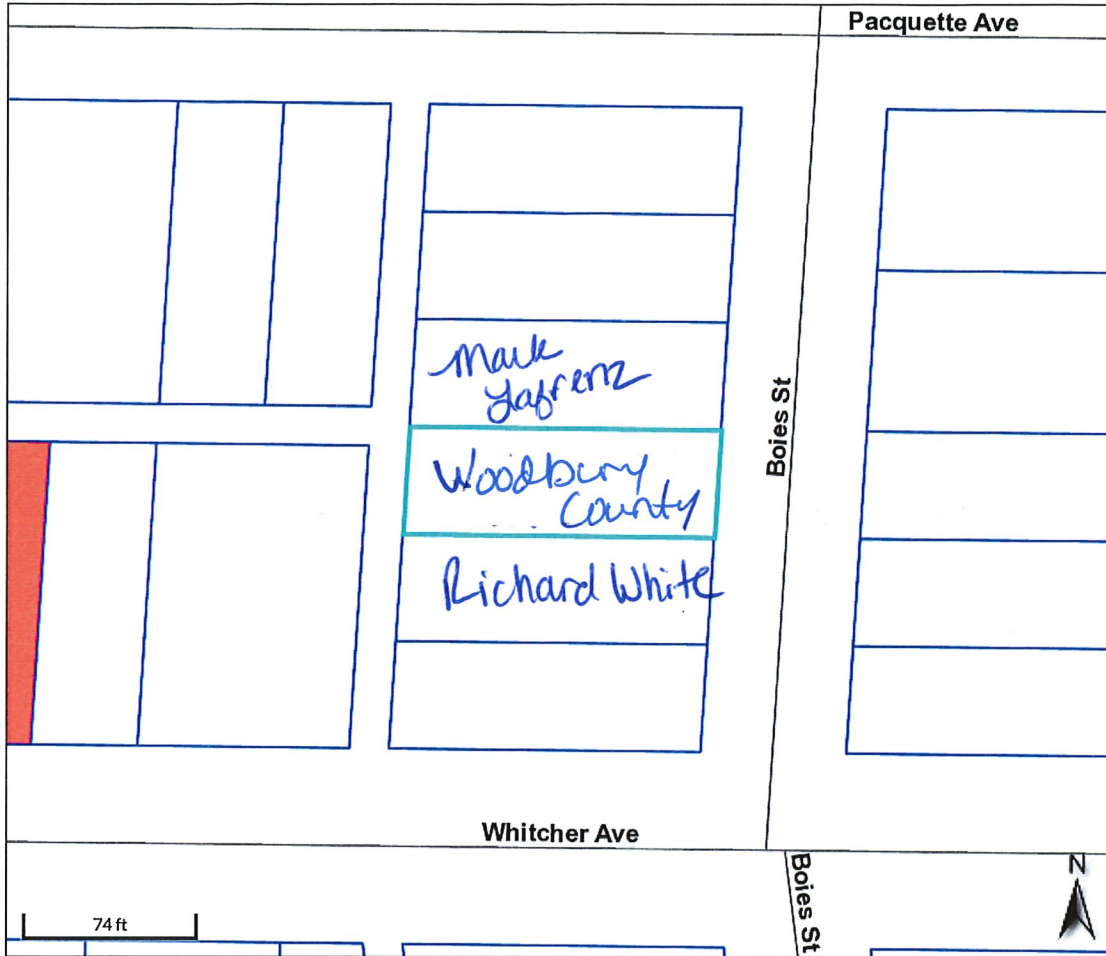 Pacquette Ave
Mark
Lafrenz
Boies St
Woodbury
County
Richard White
Whitcher Ave
Boies St
N
74 ft